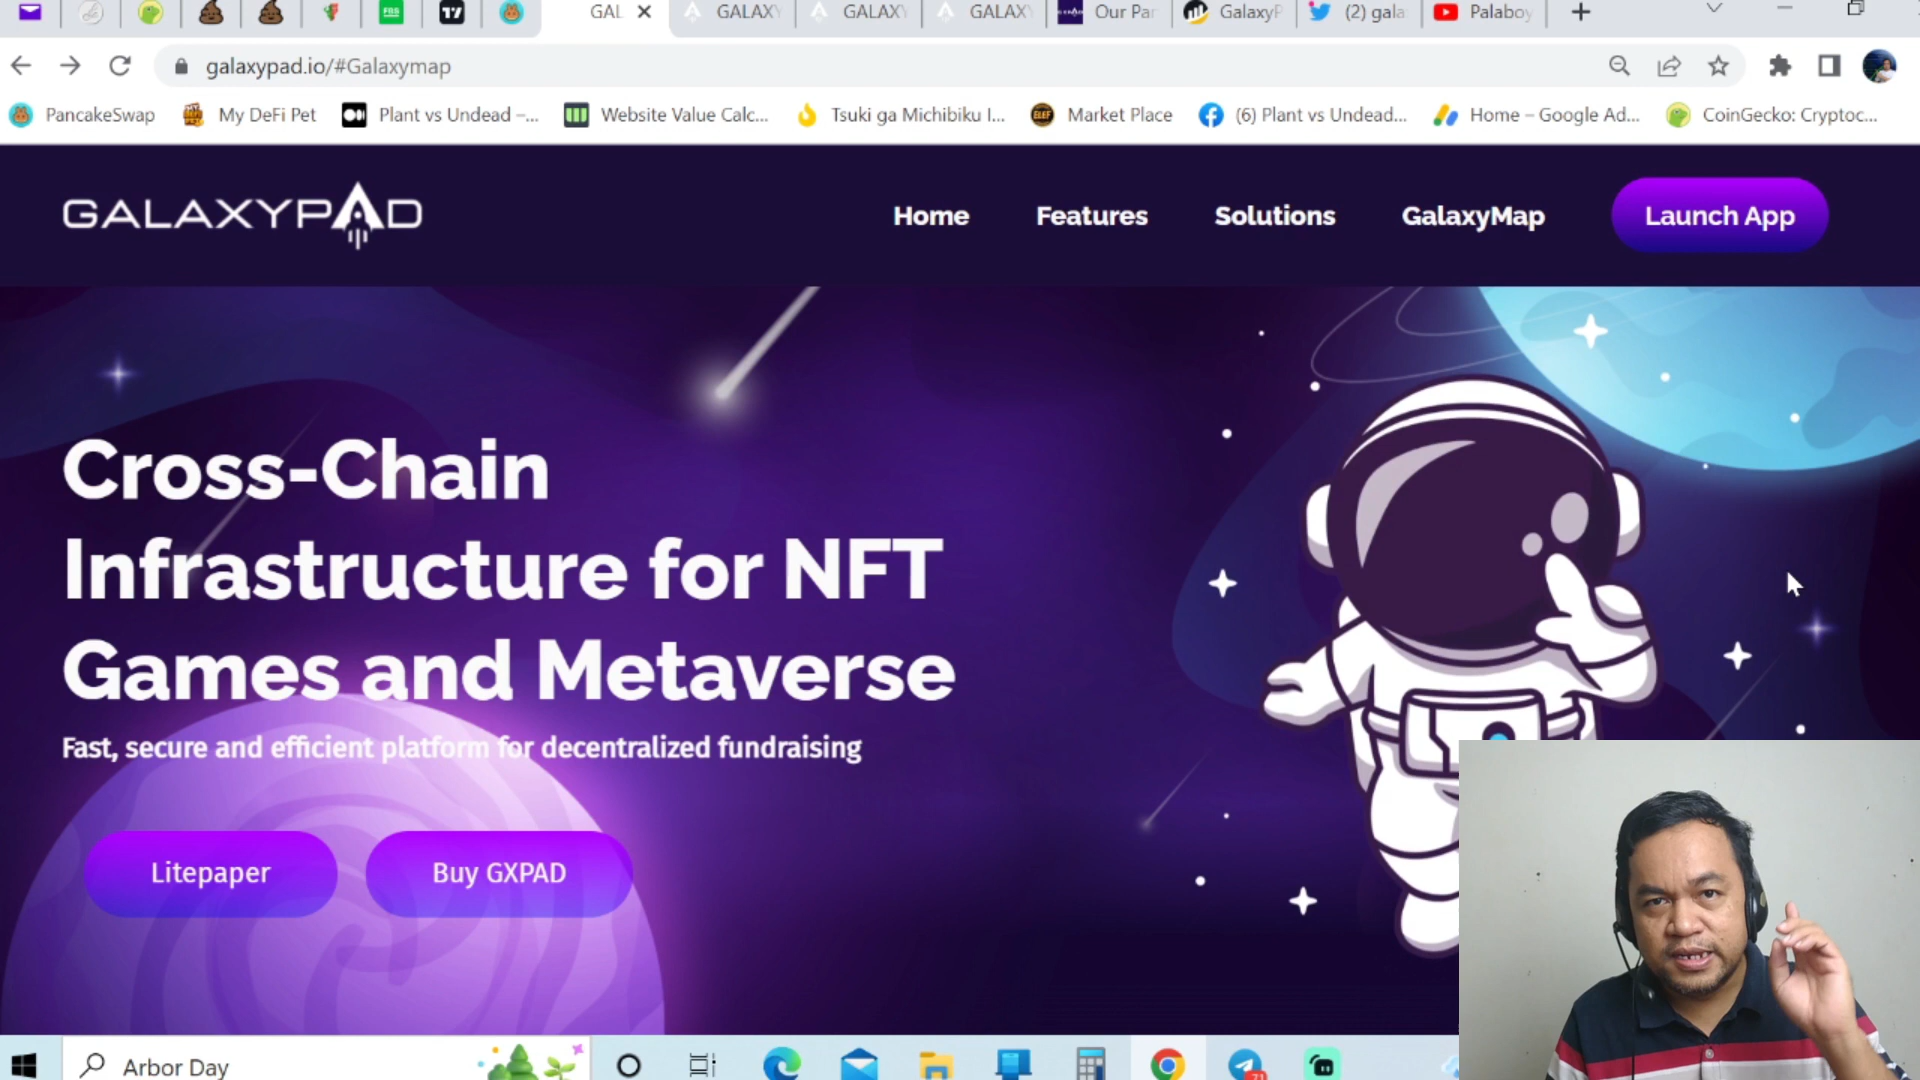 GAL
GALAXY
GALAXY
GALAXY
Our Par
GalaxyP
(2) gala
Palaboy
galaxypad.io/#Galaxymap
PancakeSwap
My DeFi Pet
Plant vs Undead –...
Website Value Calc...
Tsuki ga Michibiku I...
Market Place
(6) Plant vs Undead...
Home – Google Ad...
CoinGecko: Cryptoc...
GALAXYPAD
Home
Features
Solutions
GalaxyMap
Launch App
Cross-Chain
Infrastructure for NFT
Games and Metaverse
Fast, secure and efficient platform for decentralized fundraising
Litepaper
Buy GXPAD
Arbor Day